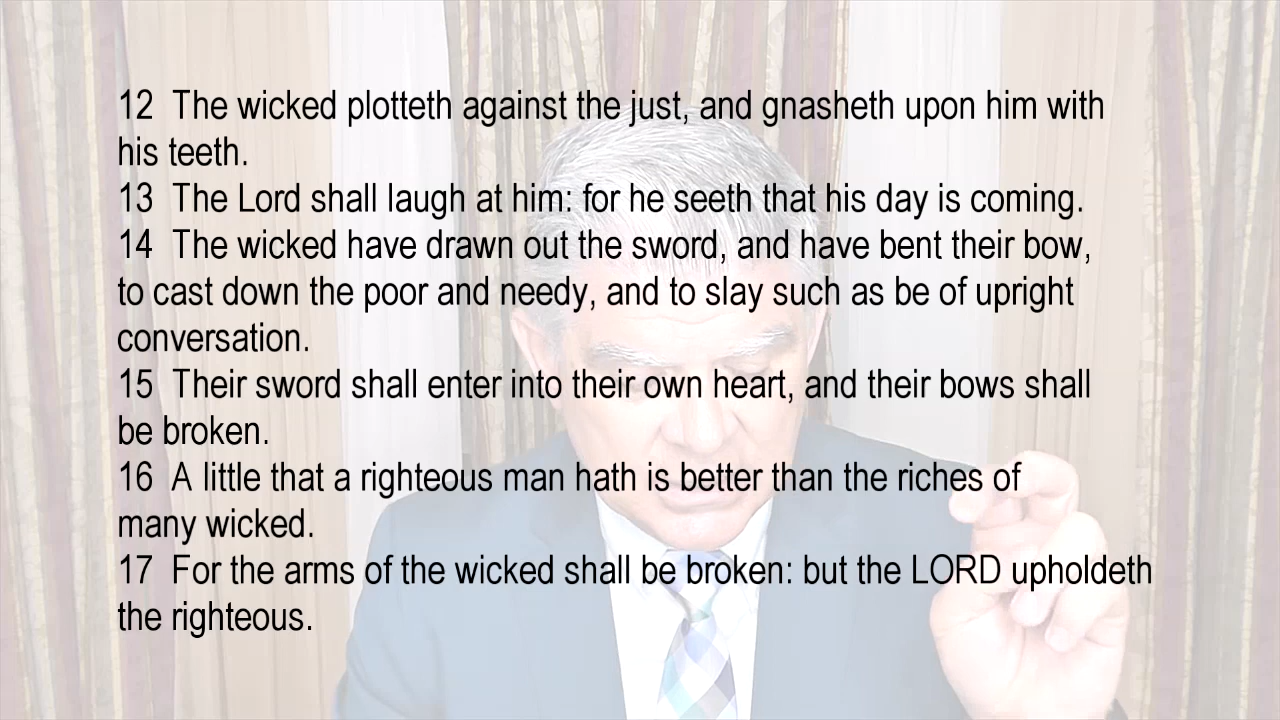 12  The wicked plotteth against the just, and gnasheth upon him with
his teeth.
13  The Lord shall laugh at him: for he seeth that his day is coming.
14  The wicked have drawn out the sword, and have bent their bow,
to cast down the poor and needy, and to slay such as be of upright
conversation.
15  Their sword shall enter into their own heart, and their bows shall
be broken.
16  A little that a righteous man hath is better than the riches of
many wicked.
17  For the arms of the wicked shall be broken: but the LORD upholdeth
the righteous.